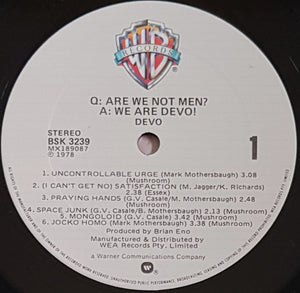 WB
RECORDS
Q: ARE WE NOT MEN?
A: WE ARE DEVO!
DEVO
STEREO
BSK 3239
MX189087
℗ 1978
1
1. UNCONTROLLABLE URGE (Mark Mothersbaugh) 3.08
(Mushroom)
2. (I CAN'T GET NO) SATISFACTION (M. Jagger/K. Richards)
2.38 (Essex)
3. PRAYING HANDS (G.V. Casale/M. Mothersbaugh) 2.48
(Mushroom)
4. SPACE JUNK (G.V. Casale/B. Mothersbaugh) 2.13 (Mushroom)
5. MONGOLOID (G.V. Casale) 3.42 (Mushroom)
6. JOCKO HOMO (Mark Mothersbaugh) 3.38 (Mushroom)
Produced by Brian Eno
Manufactured & Distributed by
WEA Records Pty. Limited
a Warner Communications Company